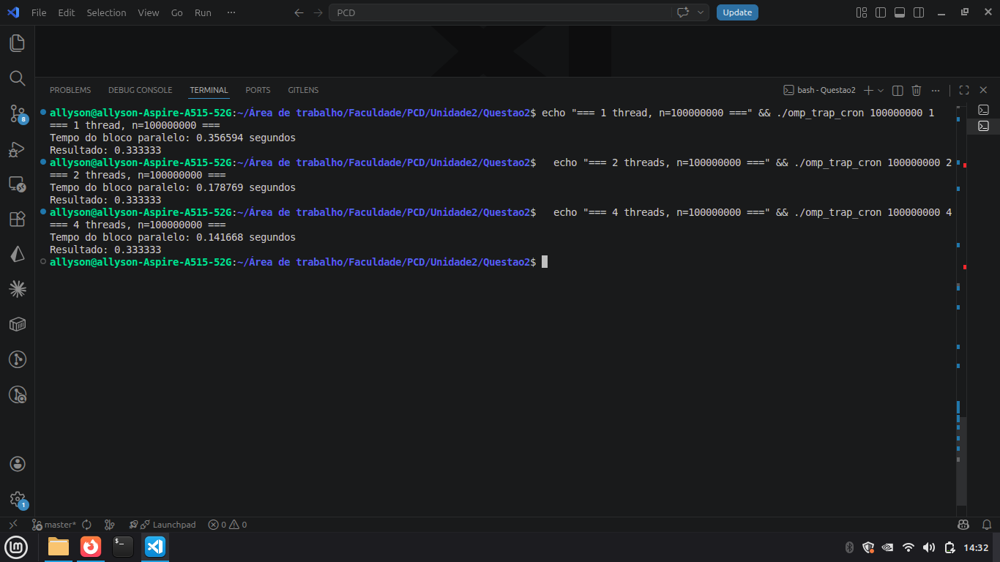 File Edit Selection View Go Run ··· PCD Update
PROBLEMS DEBUG CONSOLE TERMINAL PORTS GITLENS bash - Questao2
allyson@allyson-Aspire-A515-52G:~/Área de trabalho/Faculdade/PCD/Unidade2/Questao2$ echo "=== 1 thread, n=100000000 ===" && ./omp_trap_cron 100000000 1
=== 1 thread, n=100000000 ===
Tempo do bloco paralelo: 0.356594 segundos
Resultado: 0.333333
allyson@allyson-Aspire-A515-52G:~/Área de trabalho/Faculdade/PCD/Unidade2/Questao2$   echo "=== 2 threads, n=100000000 ===" && ./omp_trap_cron 100000000 2
=== 2 threads, n=100000000 ===
Tempo do bloco paralelo: 0.178769 segundos
Resultado: 0.333333
allyson@allyson-Aspire-A515-52G:~/Área de trabalho/Faculdade/PCD/Unidade2/Questao2$   echo "=== 4 threads, n=100000000 ===" && ./omp_trap_cron 100000000 4
=== 4 threads, n=100000000 ===
Tempo do bloco paralelo: 0.141668 segundos
Resultado: 0.333333
allyson@allyson-Aspire-A515-52G:~/Área de trabalho/Faculdade/PCD/Unidade2/Questao2$
8
1
master* Launchpad 0 0
$_
14:32